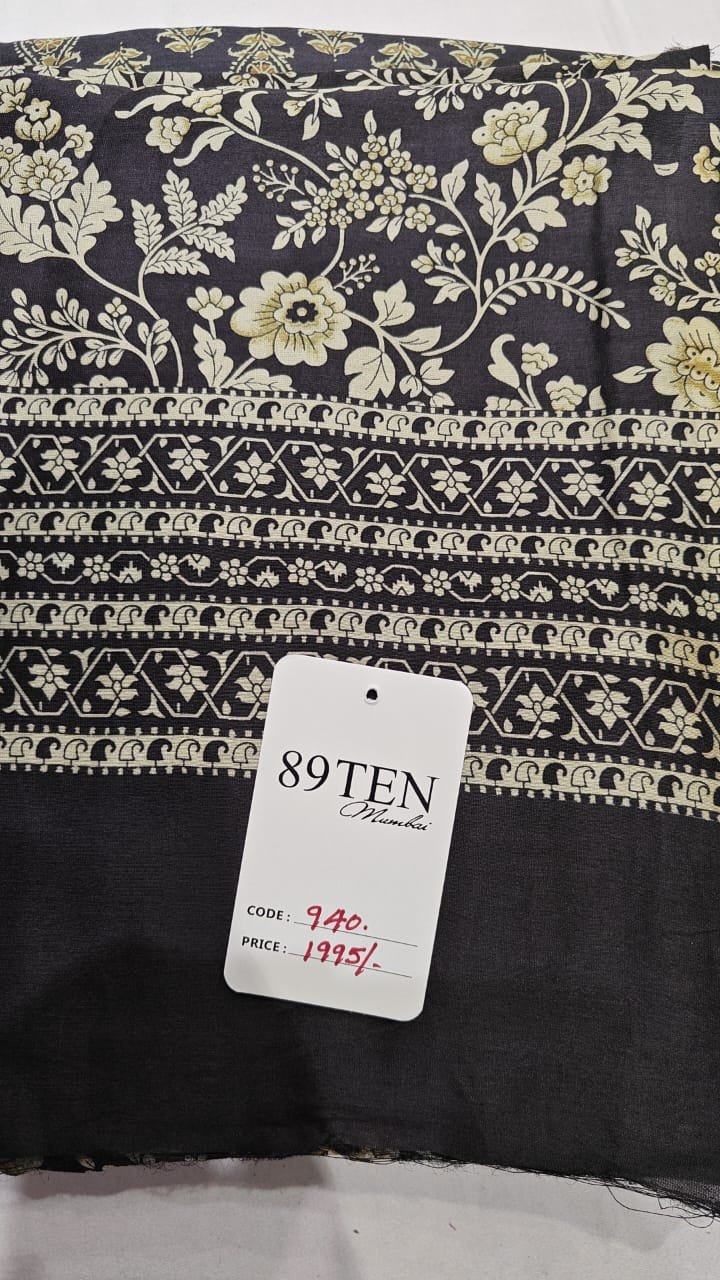 89TEN
Mumbai
CODE: 940.
PRICE: 1995/-